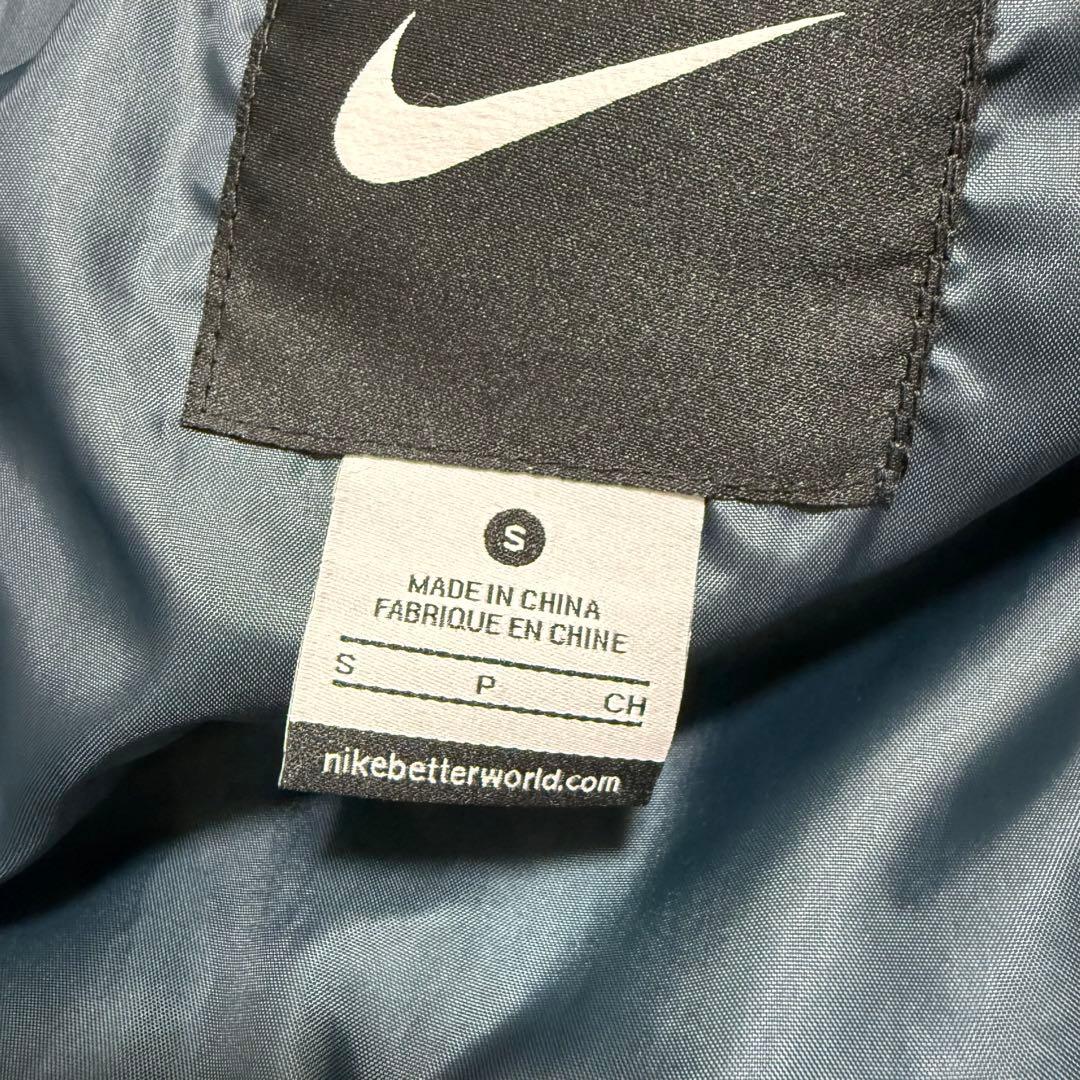 S
MADE IN CHINA
FABRIQUE EN CHINE
S P CH
nikebetterworld.com